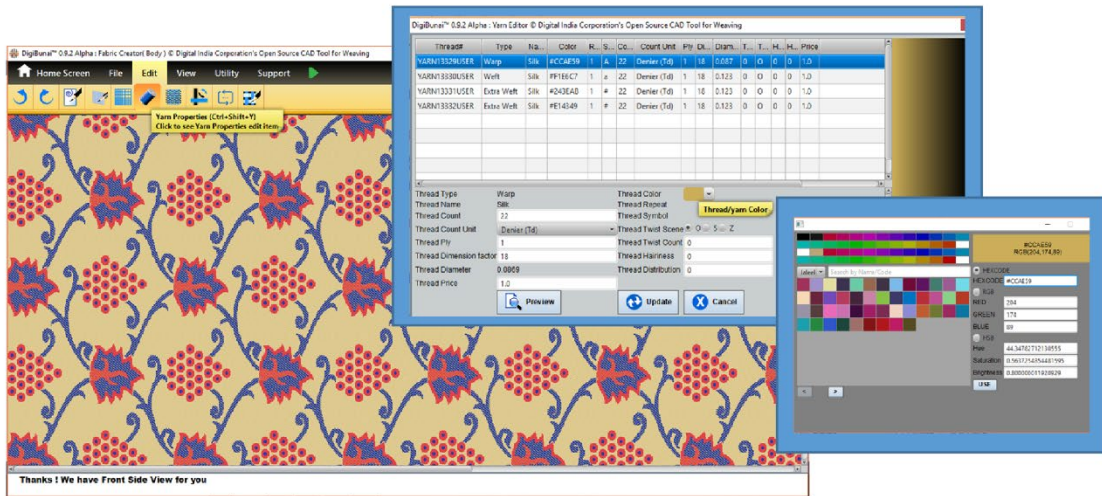 DigiBunai™ 0.9.2 Alpha : Fabric Creator( Body ) © Digital India Corporation's Open Source CAD Tool for Weaving
Home Screen File Edit View Utility Support
Yarn Properties (Ctrl+Shift+Y)
Click to see Yarn Properties edit item
Thanks ! We have Front Side View for you
DigiBunai™ 0.9.2 Alpha : Yarn Editor © Digital India Corporation's Open Source CAD Tool for Weaving
Thread# Type Na... Color R... S... Co... Count Unit Ply Di... Diam... T... T... H... H... Price
YARN13329USER Warp Silk #CCAE59 1 A 22 Denier (Td) 1 18 0.087 0 O 0 0 1.0
YARN13330USER Weft Silk #F1E6C7 1 a 22 Denier (Td) 1 18 0.123 0 O 0 0 1.0
YARN13331USER Extra Weft Silk #243EA8 1 # 22 Denier (Td) 1 18 0.123 0 O 0 0 1.0
YARN13332USER Extra Weft Silk #E14349 1 # 22 Denier (Td) 1 18 0.123 0 O 0 0 1.0
Thread Type Warp Thread Color
Thread Name Silk Thread Repeat
Thread/yarn Color
Thread Count 22 Thread Symbol
Thread Count Unit Denier (Td) Thread Twist Scene O S Z
Thread Ply 1 Thread Twist Count 0
Thread Dimension factor 18 Thread Hairness 0
Thread Diameter 0.0869 Thread Distribution 0
Thread Price 1.0
Preview Update Cancel
#CCAE59
RGB(204,174,89)
Search by Name/Code
HEXCODE
HEXCODE #CCAE59
RGB
RED 204
GREEN 174
BLUE 89
HSB
Hue
Saturation
Brightness
USE
< >